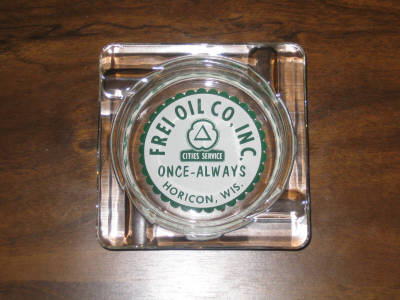 FREI OIL CO. INC.
CITIES SERVICE
ONCE-ALWAYS
HORICON, WIS.